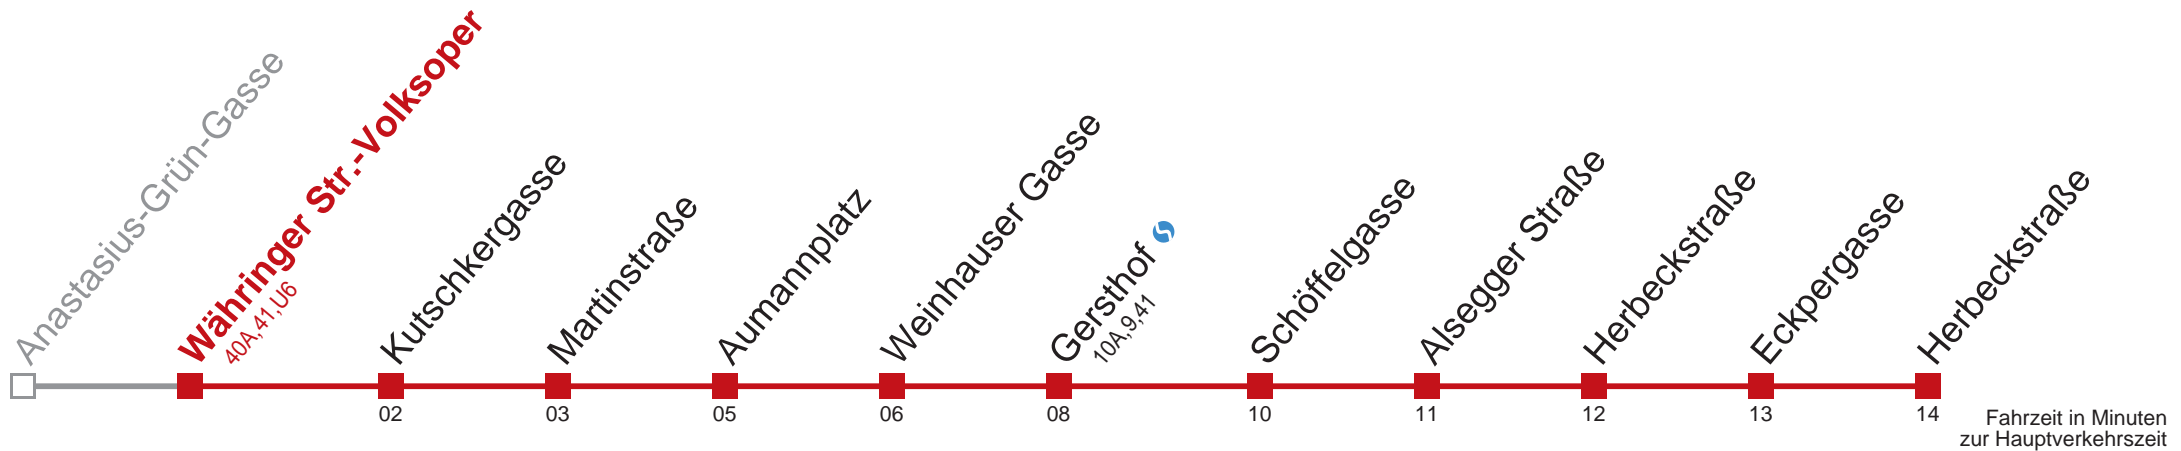 Anastasius-Grün-Gasse
Währinger Str.-Volksoper
40A,41,U6
Kutschkergasse
02
Martinstraße
03
Aumannplatz
05
Weinhauser Gasse
06
Gersthof
10A,9,41
08
Schöffelgasse
10
Alsegger Straße
11
Herbeckstraße
12
Eckpergasse
13
Herbeckstraße
14
Fahrzeit in Minuten
zur Hauptverkehrszeit